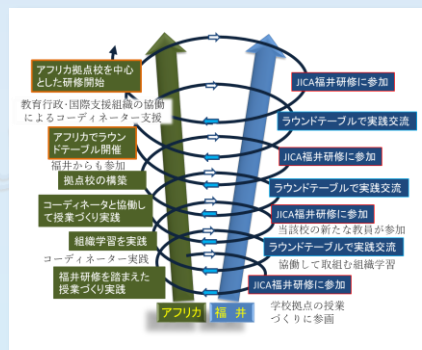 アフリカ拠点校を中心
とした研修開始
教育行政・国際支援組織の協働
によるコーディネーター支援
アフリカでラウン
ドテーブル開催
福井からも参加
拠点校の構築
コーディネータと協働し
て授業づくり実践
組織学習を実践
コーディネーター実践
福井研修を踏まえた
授業づくり実践
JICA福井研修に参加
ラウンドテーブルで実践交流
JICA福井研修に参加
ラウンドテーブルで実践交流
JICA福井研修に参加
当該校の新たな教員が参加
ラウンドテーブルで実践交流
協働して取組む組織学習
JICA福井研修に参加
学校拠点の授業
づくりに参画
アフリカ
福 井